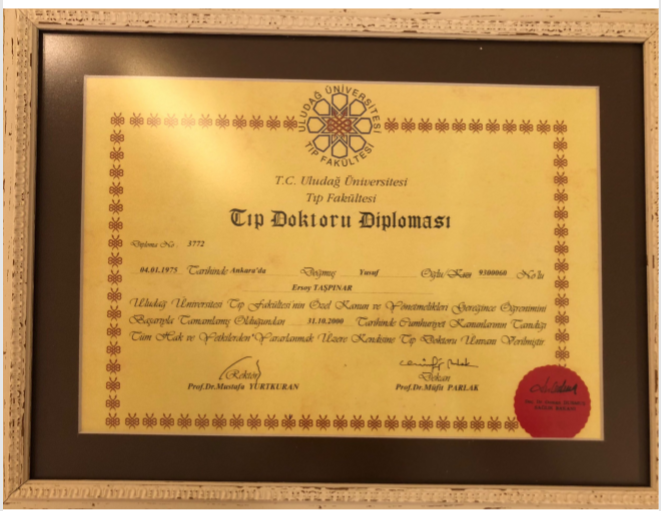 ULUDAĞ ÜNİVERSİTESİ
TIP FAKÜLTESİ
T.C. Uludağ Üniversitesi
Tıp Fakültesi
Tıp Doktoru Diploması
Diploma No : 3772
04.01.1975 Tarihinde Ankara'da Doğmuş Yusuf Oğlu/Kızı 9300060 No'lu
Ersoy TAŞPINAR
Uludağ Üniversitesi Tıp Fakültesi'nin Özel Kanun ve Yönetmelikleri Gereğince Öğrenimini
Başarıyla Tamamlamış Olduğundan 31.10.2000 Tarihinde Cumhuriyet Kanunlarının Tanıdığı
Tüm Hak ve Yetkilerden Yararlanmak Üzere Kendisine Tıp Doktoru Ünvanı Verilmiştir
Rektör Dekan
Prof.Dr.Mustafa YURTKURAN Prof.Dr.Müfit PARLAK